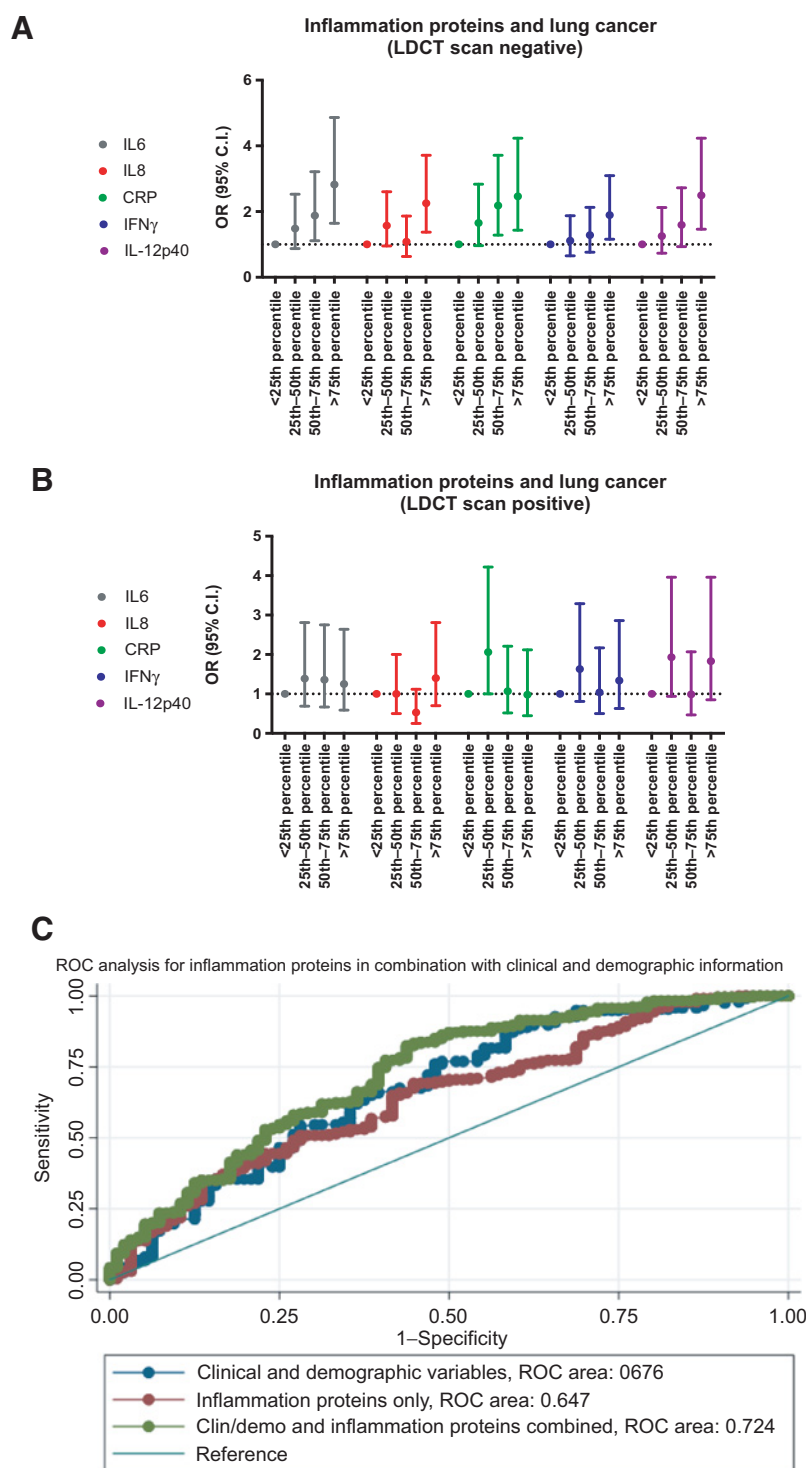 A
Inflammation proteins and lung cancer
(LDCT scan negative)
OR (95% C.I.)
6
4
2
0
IL6
IL8
CRP
IFNγ
IL-12p40
<25th percentile
25th–50th percentile
50th–75th percentile
>75th percentile
<25th percentile
25th–50th percentile
50th–75th percentile
>75th percentile
<25th percentile
25th–50th percentile
50th–75th percentile
>75th percentile
<25th percentile
25th–50th percentile
50th–75th percentile
>75th percentile
<25th percentile
25th–50th percentile
50th–75th percentile
>75th percentile
B
Inflammation proteins and lung cancer
(LDCT scan positive)
OR (95% C.I.)
5
4
3
2
1
0
IL6
IL8
CRP
IFNγ
IL-12p40
<25th percentile
25th–50th percentile
50th–75th percentile
>75th percentile
<25th percentile
25th–50th percentile
50th–75th percentile
>75th percentile
<25th percentile
25th–50th percentile
50th–75th percentile
>75th percentile
<25th percentile
25th–50th percentile
50th–75th percentile
>75th percentile
<25th percentile
25th–50th percentile
50th–75th percentile
>75th percentile
C
ROC analysis for inflammation proteins in combination with clinical and demographic information
Sensitivity
1.00
0.75
0.50
0.25
0.00
0.00
0.25
0.50
0.75
1.00
1–Specificity
Clinical and demographic variables, ROC area: 0676
Inflammation proteins only, ROC area: 0.647
Clin/demo and inflammation proteins combined, ROC area: 0.724
Reference